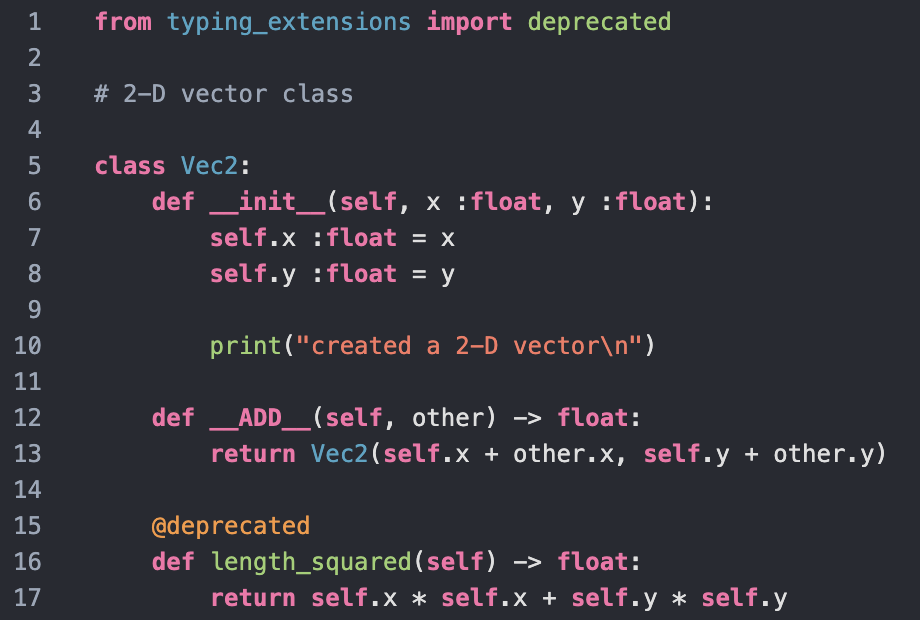 1 from typing_extensions import deprecated
2
3 # 2-D vector class
4
5 class Vec2:
6     def __init__(self, x :float, y :float):
7         self.x :float = x
8         self.y :float = y
9
10         print("created a 2-D vector\n")
11
12     def __ADD__(self, other) -> float:
13         return Vec2(self.x + other.x, self.y + other.y)
14
15     @deprecated
16     def length_squared(self) -> float:
17         return self.x * self.x + self.y * self.y